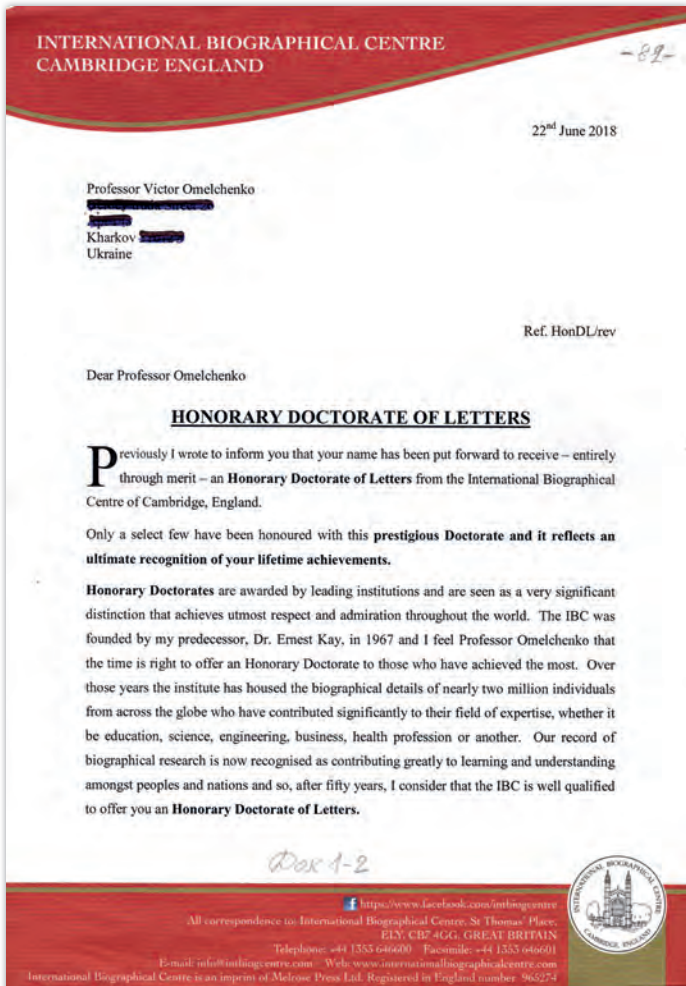 INTERNATIONAL BIOGRAPHICAL CENTRE
CAMBRIDGE ENGLAND
-82-
22nd June 2018
Professor Victor Omelchenko
Kharkov
Ukraine
Ref. HonDL/rev
Dear Professor Omelchenko
HONORARY DOCTORATE OF LETTERS
Previously I wrote to inform you that your name has been put forward to receive – entirely
through merit – an Honorary Doctorate of Letters from the International Biographical
Centre of Cambridge, England.
Only a select few have been honoured with this prestigious Doctorate and it reflects an
ultimate recognition of your lifetime achievements.
Honorary Doctorates are awarded by leading institutions and are seen as a very significant
distinction that achieves utmost respect and admiration throughout the world. The IBC was
founded by my predecessor, Dr. Ernest Kay, in 1967 and I feel Professor Omelchenko that
the time is right to offer an Honorary Doctorate to those who have achieved the most. Over
those years the institute has housed the biographical details of nearly two million individuals
from across the globe who have contributed significantly to their field of expertise, whether it
be education, science, engineering, business, health profession or another. Our record of
biographical research is now recognised as contributing greatly to learning and understanding
amongst peoples and nations and so, after fifty years, I consider that the IBC is well qualified
to offer you an Honorary Doctorate of Letters.
Док 1-2
f https://www.facebook.com/intbiogcentre
All correspondence to: International Biographical Centre, St Thomas' Place,
ELY, CB7 4GG, GREAT BRITAIN
Telephone: +44 1353 646600 Facsimile: +44 1353 646601
E-mail: info@intbiogcentre.com Web: www.internationalbiographicalcentre.com
International Biographical Centre is an imprint of Melrose Press Ltd. Registered in England number 965274
INTERNATIONAL BIOGRAPHICAL CENTRE
CAMBRIDGE ENGLAND